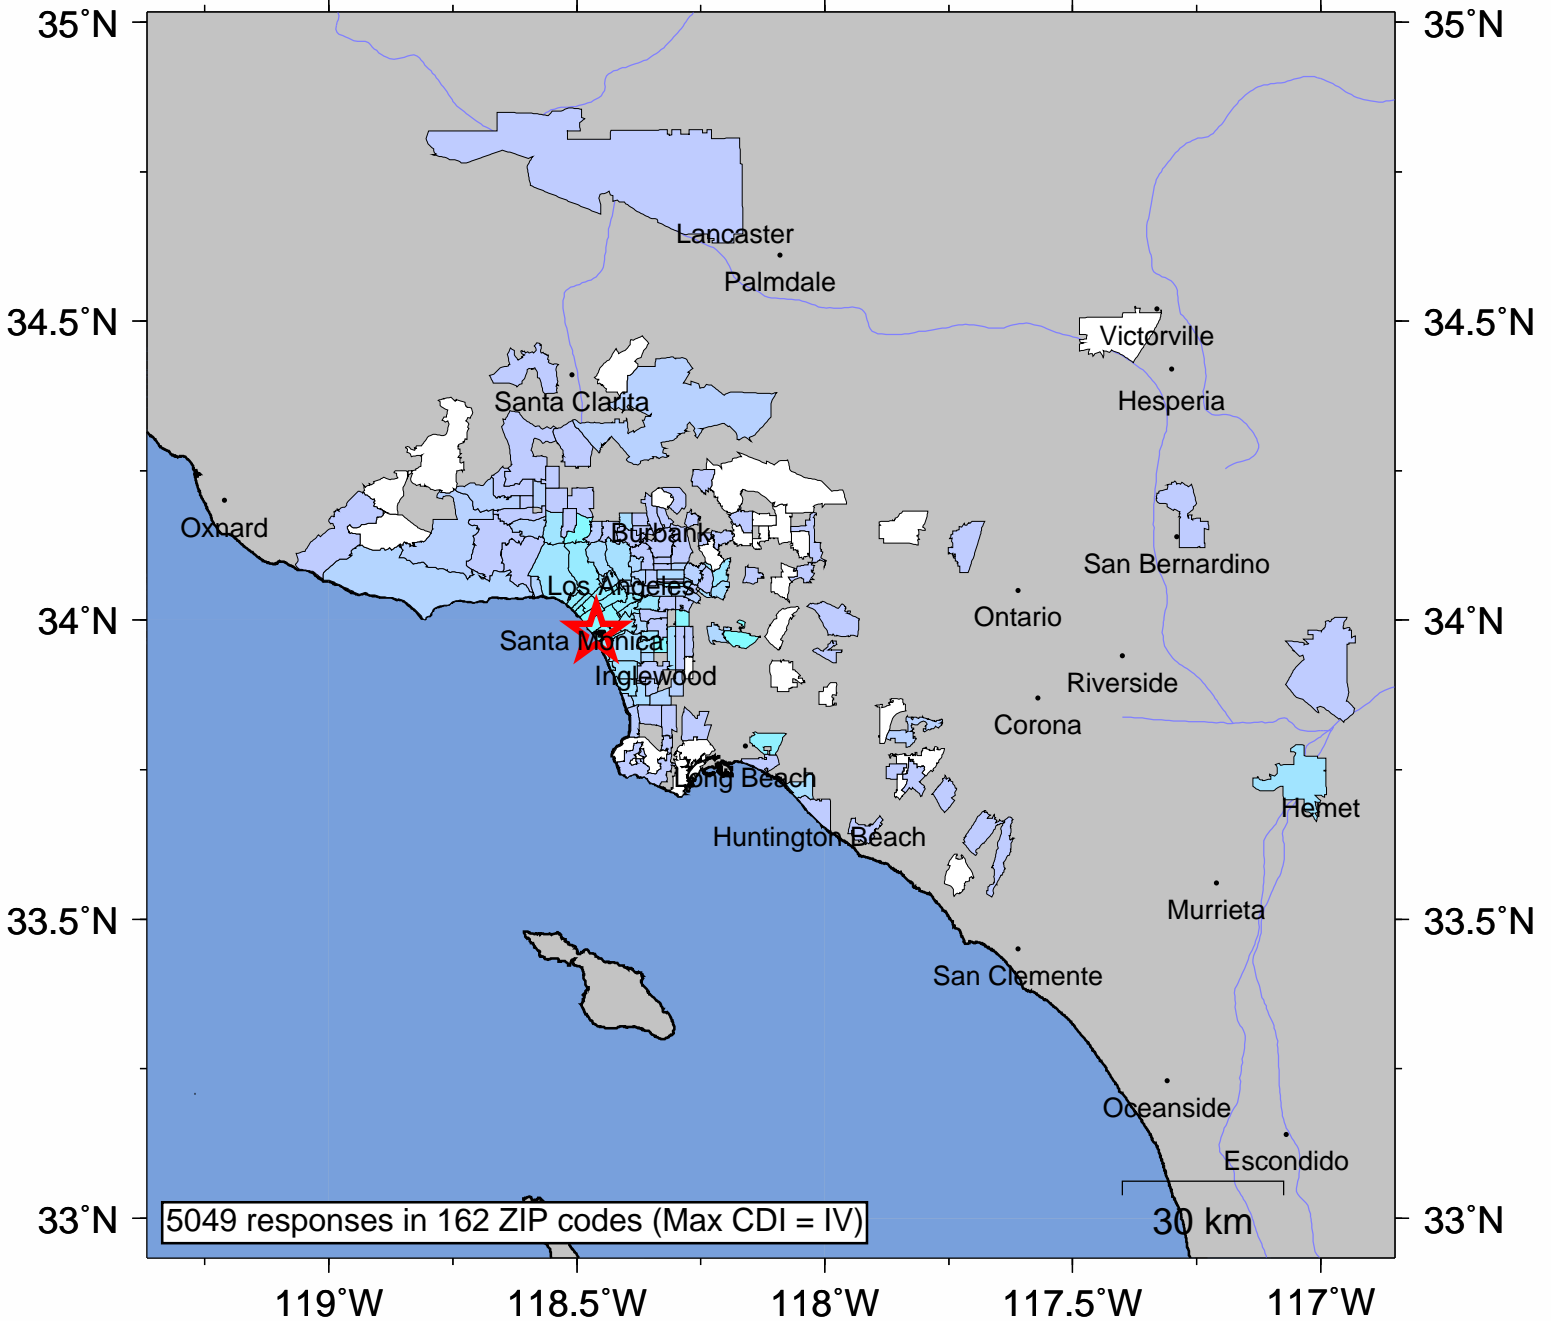 35˚N 35˚N
Lancaster
Palmdale
34.5˚N 34.5˚N
Victorville
Santa Clarita Hesperia
Oxnard Burbank
San Bernardino
Los Angeles
34˚N Ontario 34˚N
Santa Monica
Inglewood Riverside
Corona
Long Beach
Hemet
Huntington Beach
Murrieta
33.5˚N 33.5˚N
San Clemente
Oceanside
Escondido
33˚N 5049 responses in 162 ZIP codes (Max CDI = IV) 30 km 33˚N
119˚W 118.5˚W 118˚W 117.5˚W 117˚W